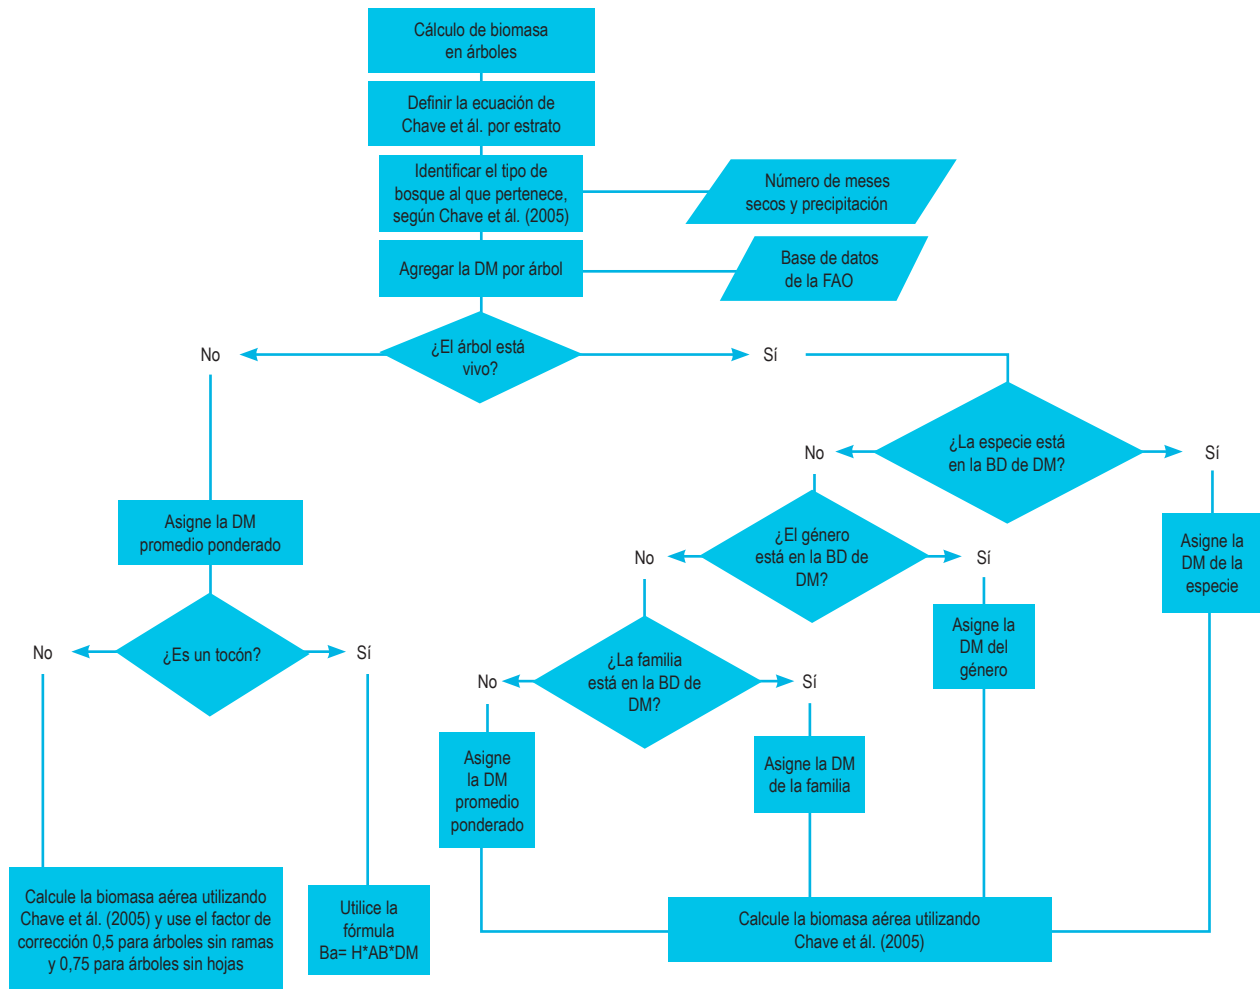 Cálculo de biomasa
en árboles
Definir la ecuación de
Chave et ál. por estrato
Identificar el tipo de
bosque al que pertenece,
según Chave et ál. (2005)
Número de meses
secos y precipitación
Agregar la DM por árbol
Base de datos
de la FAO
¿El árbol está
vivo?
No
Sí
¿La especie está
en la BD de DM?
No
Sí
Asigne la DM
promedio ponderado
¿El género
está en la BD de
DM?
No
Sí
Asigne la
DM de la
especie
¿Es un tocón?
No
Sí
Asigne la
DM del
género
¿La familia
está en la BD de
DM?
No
Sí
Asigne
la DM
promedio
ponderado
Asigne la DM
de la familia
Calcule la biomasa aérea utilizando
Chave et ál. (2005) y use el factor de
corrección 0,5 para árboles sin ramas
y 0,75 para árboles sin hojas
Utilice la
fórmula
Ba= H*AB*DM
Calcule la biomasa aérea utilizando
Chave et ál. (2005)